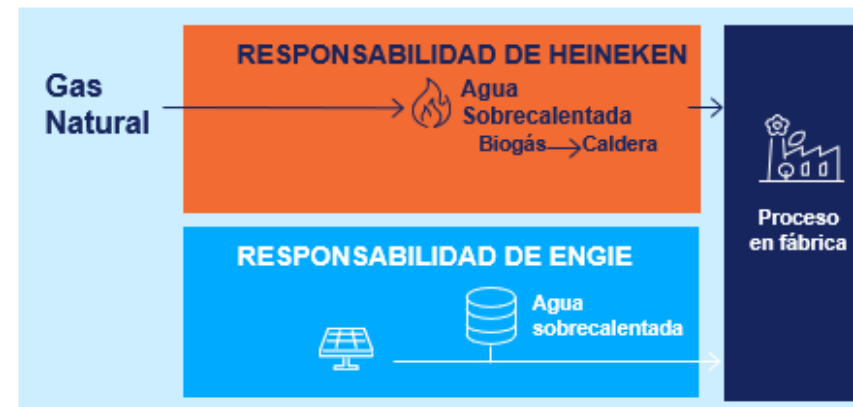 Gas
Natural
RESPONSABILIDAD DE HEINEKEN
Agua
Sobrecalentada
Biogás
Caldera
RESPONSABILIDAD DE ENGIE
Agua
sobrecalentada
Proceso
en fábrica